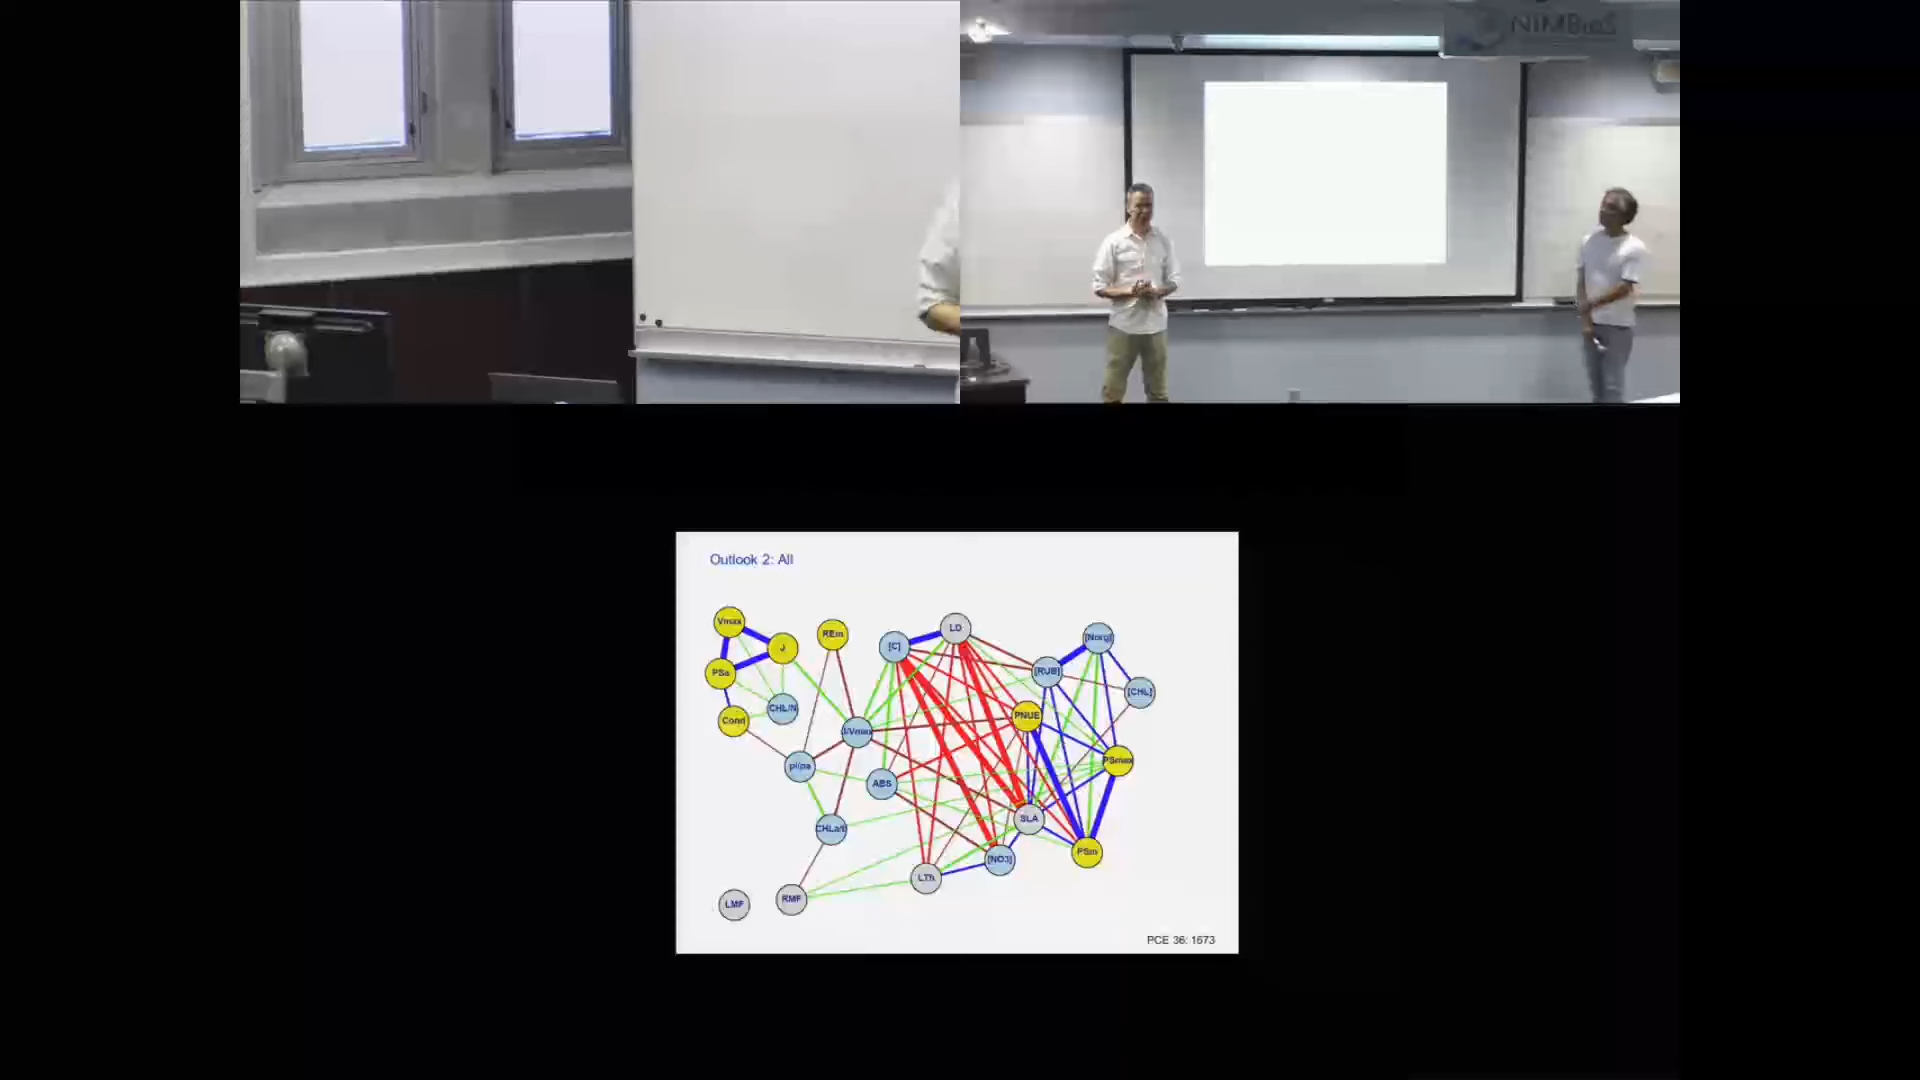 NIMBioS
Outlook 2: All
Vmax
J
PSa
Cond
CHL/N
REm
[C]
LD
[Norg]
[RUB]
[CHL]
PNUE
J/Vmax
pi/pa
ABS
PSmax
CHLa/b
SLA
PSm
[NO3]
LTh
LMF
RMF
PCE 36: 1673